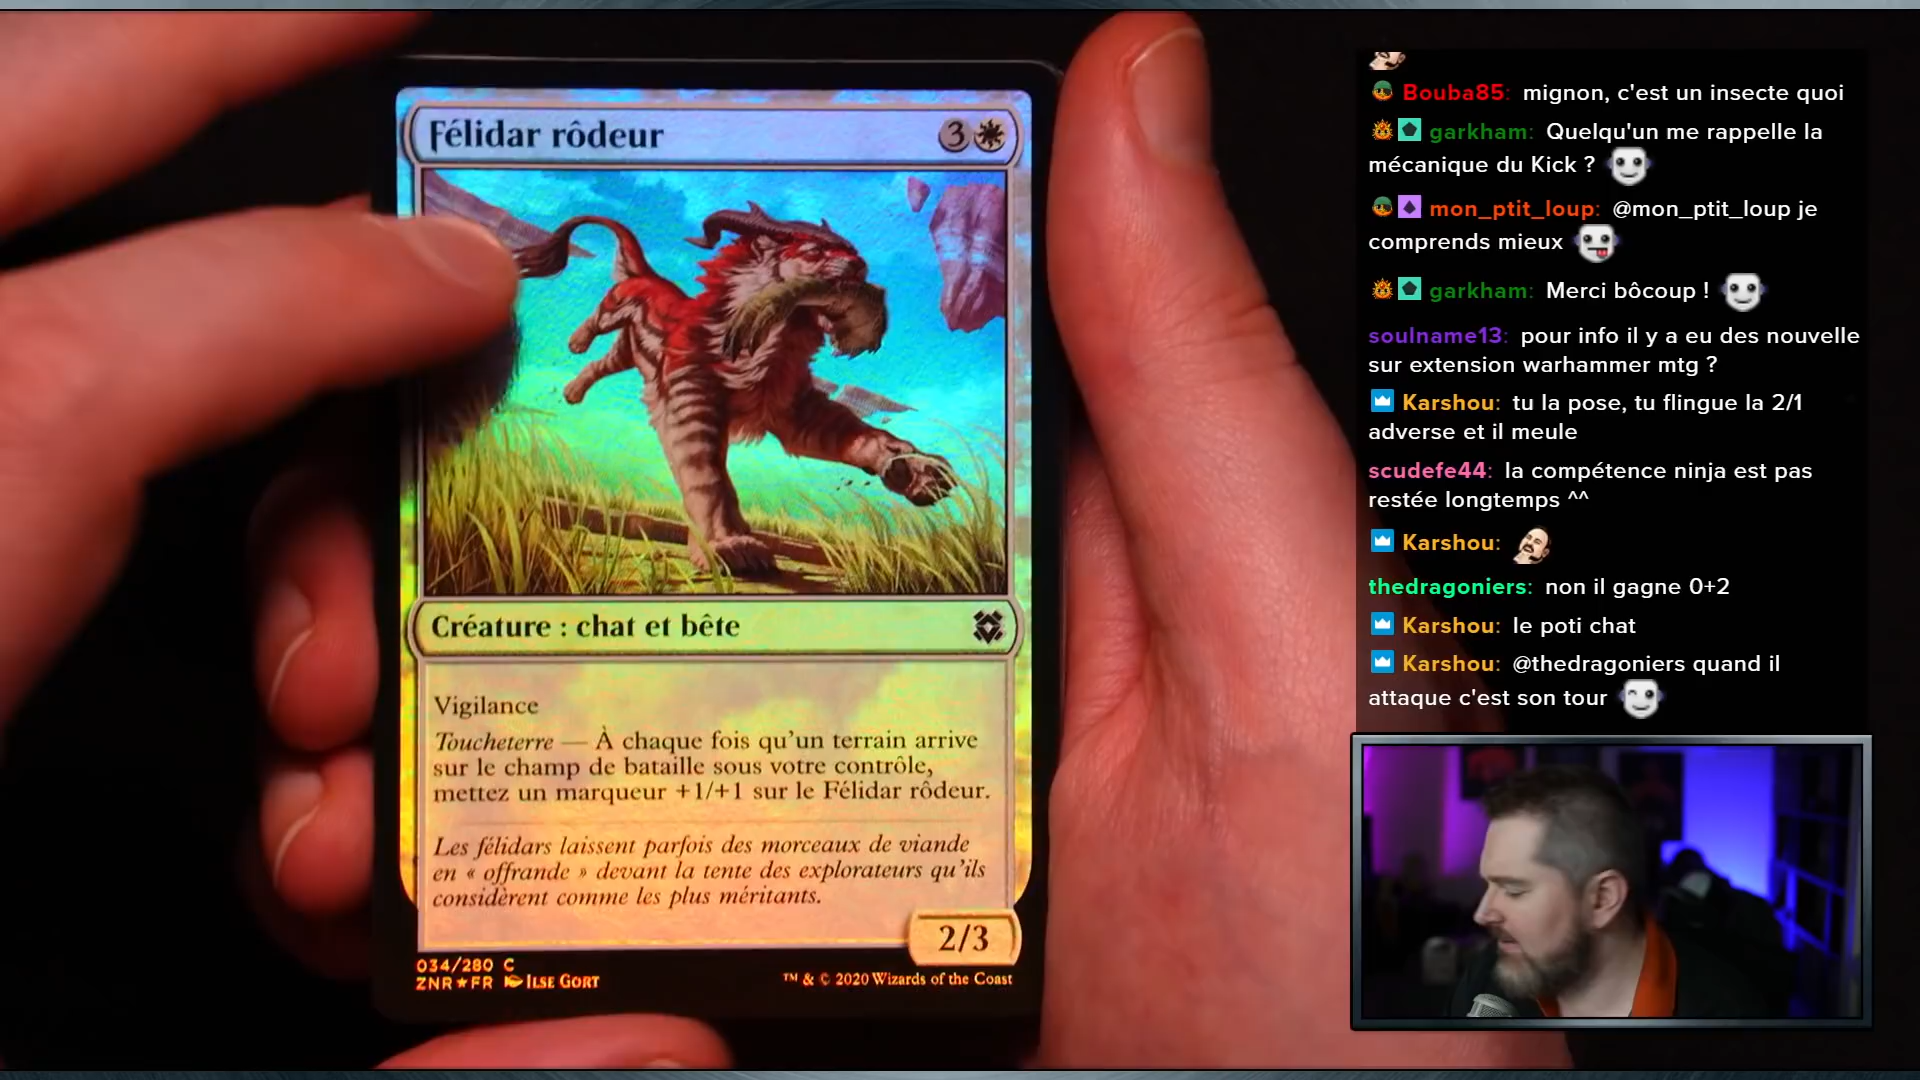 Félidar rôdeur
3
Créature : chat et bête
Vigilance
Toucheterre — À chaque fois qu'un terrain arrive
sur le champ de bataille sous votre contrôle,
mettez un marqueur +1/+1 sur le Félidar rôdeur.
Les félidars laissent parfois des morceaux de viande
en « offrande » devant la tente des explorateurs qu'ils
considèrent comme les plus méritants.
2/3
034/280 C
ZNR★FR ILSE GORT
™ & © 2020 Wizards of the Coast
Bouba85: mignon, c'est un insecte quoi
garkham: Quelqu'un me rappelle la
mécanique du Kick ?
mon_ptit_loup: @mon_ptit_loup je
comprends mieux
garkham: Merci bôcoup !
soulname13: pour info il y a eu des nouvelle
sur extension warhammer mtg ?
Karshou: tu la pose, tu flingue la 2/1
adverse et il meule
scudefe44: la compétence ninja est pas
restée longtemps ^^
Karshou:
thedragoniers: non il gagne 0+2
Karshou: le poti chat
Karshou: @thedragoniers quand il
attaque c'est son tour